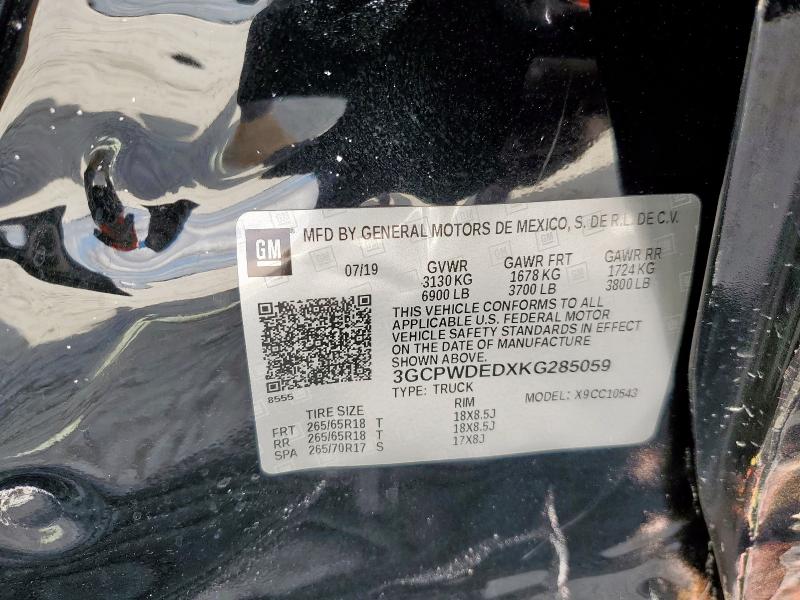 GM
MFD BY GENERAL MOTORS DE MEXICO, S. DE R.L. DE C.V.
07/19 GVWR GAWR FRT GAWR RR
3130 KG 1678 KG 1724 KG
6900 LB 3700 LB 3800 LB
THIS VEHICLE CONFORMS TO ALL
APPLICABLE U.S. FEDERAL MOTOR
VEHICLE SAFETY STANDARDS IN EFFECT
ON THE DATE OF MANUFACTURE
SHOWN ABOVE.
3GCPWDEDXKG285059
8555
TYPE: TRUCK MODEL: X9CC10543
TIRE SIZE RIM
FRT 265/65R18 T 18X8.5J
RR 265/65R18 T 18X8.5J
SPA 265/70R17 S 17X8J